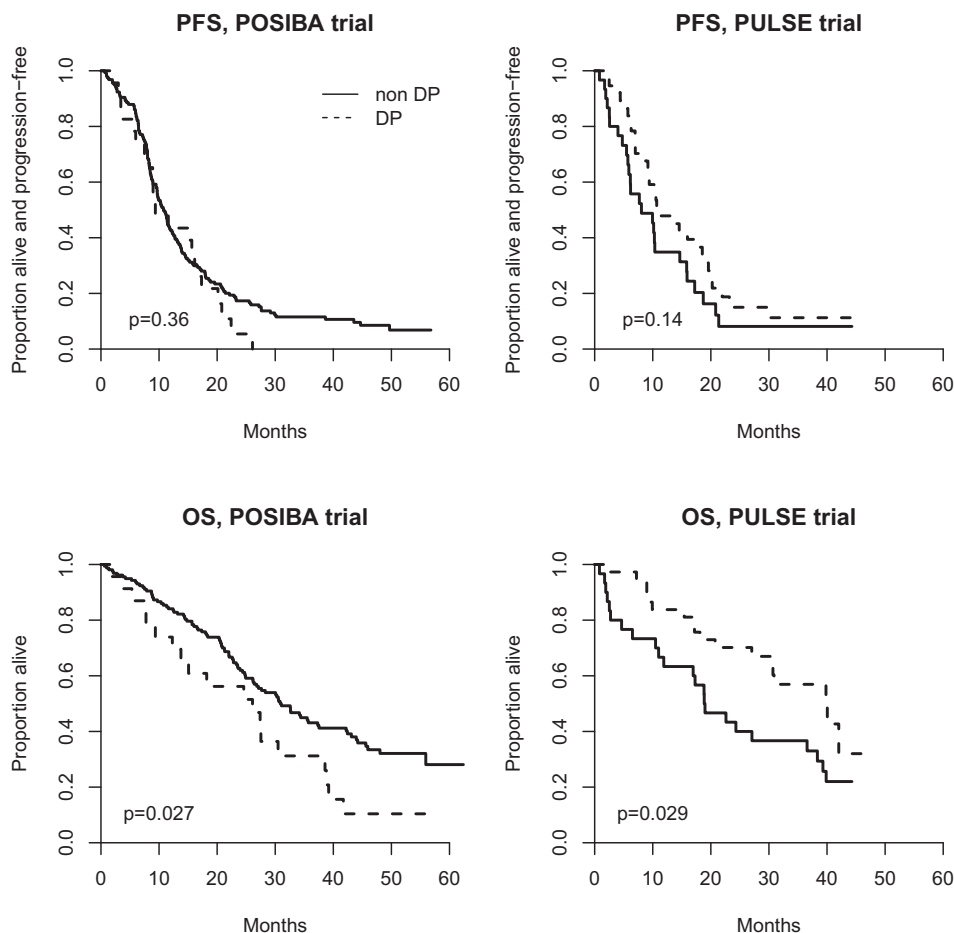 PFS, POSIBA trial
Proportion alive and progression−free
1.0
0.8
0.6
0.4
0.2
0.0
non DP
DP
p=0.36
0 10 20 30 40 50 60
Months
PFS, PULSE trial
Proportion alive and progression−free
1.0
0.8
0.6
0.4
0.2
0.0
p=0.14
0 10 20 30 40 50 60
Months
OS, POSIBA trial
Proportion alive
1.0
0.8
0.6
0.4
0.2
0.0
p=0.027
0 10 20 30 40 50 60
Months
OS, PULSE trial
Proportion alive
1.0
0.8
0.6
0.4
0.2
0.0
p=0.029
0 10 20 30 40 50 60
Months